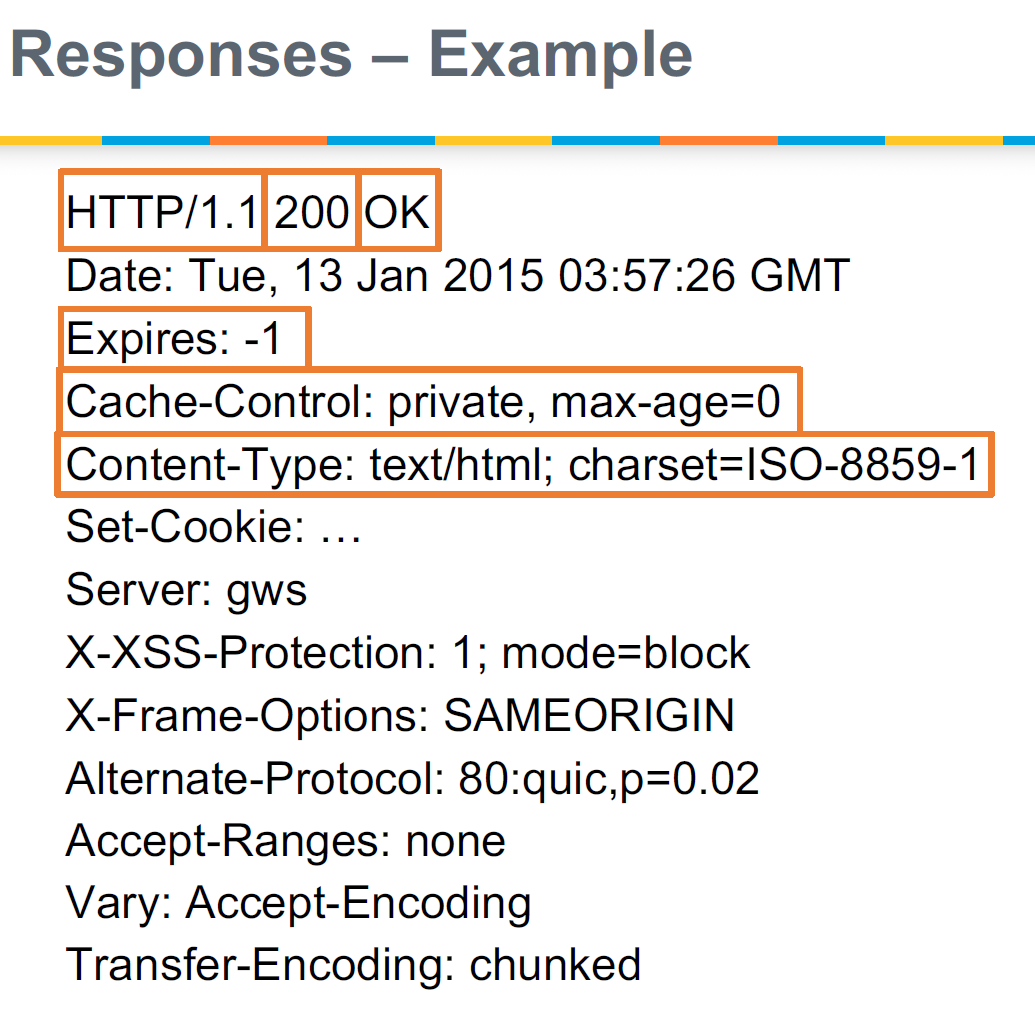 Responses – Example
HTTP/1.1 200 OK
Date: Tue, 13 Jan 2015 03:57:26 GMT
Expires: -1
Cache-Control: private, max-age=0
Content-Type: text/html; charset=ISO-8859-1
Set-Cookie: …
Server: gws
X-XSS-Protection: 1; mode=block
X-Frame-Options: SAMEORIGIN
Alternate-Protocol: 80:quic,p=0.02
Accept-Ranges: none
Vary: Accept-Encoding
Transfer-Encoding: chunked